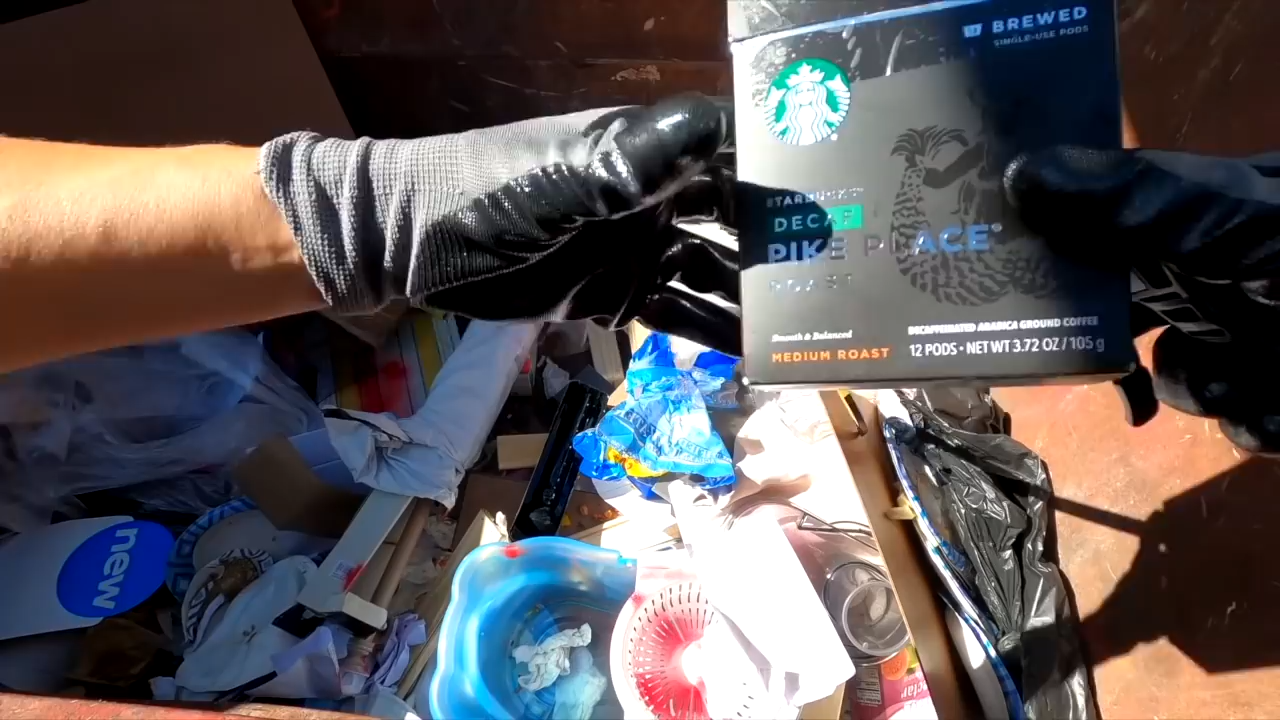 BREWED
SINGLE-USE PODS
STARBUCKS®
DECAF
PIKE PLACE®
ROAST
Smooth & Balanced
MEDIUM ROAST
DECAFFEINATED ARABICA GROUND COFFEE
12 PODS • NET WT 3.72 OZ / 105 g
new